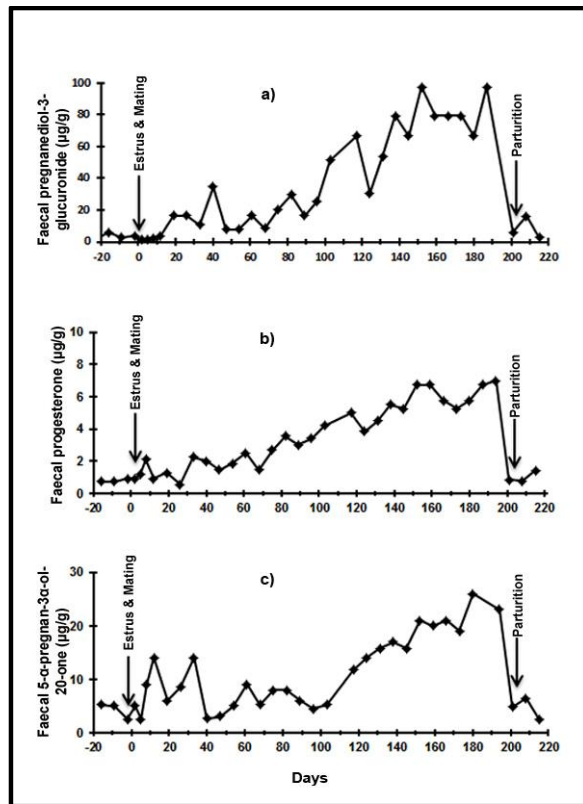 a)
Faecal pregnanediol-3-
glucuronide (µg/g)
Estrus & Mating
Parturition
100
80
60
40
20
0
-20 0 20 40 60 80 100 120 140 160 180 200 220
b)
Faecal progesterone (µg/g)
Estrus & Mating
Parturition
10
8
6
4
2
0
-20 0 20 40 60 80 100 120 140 160 180 200 220
c)
Faecal 5-α-pregnan-3α-ol-
20-one (µg/g)
Estrus & Mating
Parturition
30
20
10
0
-20 0 20 40 60 80 100 120 140 160 180 200 220
Days